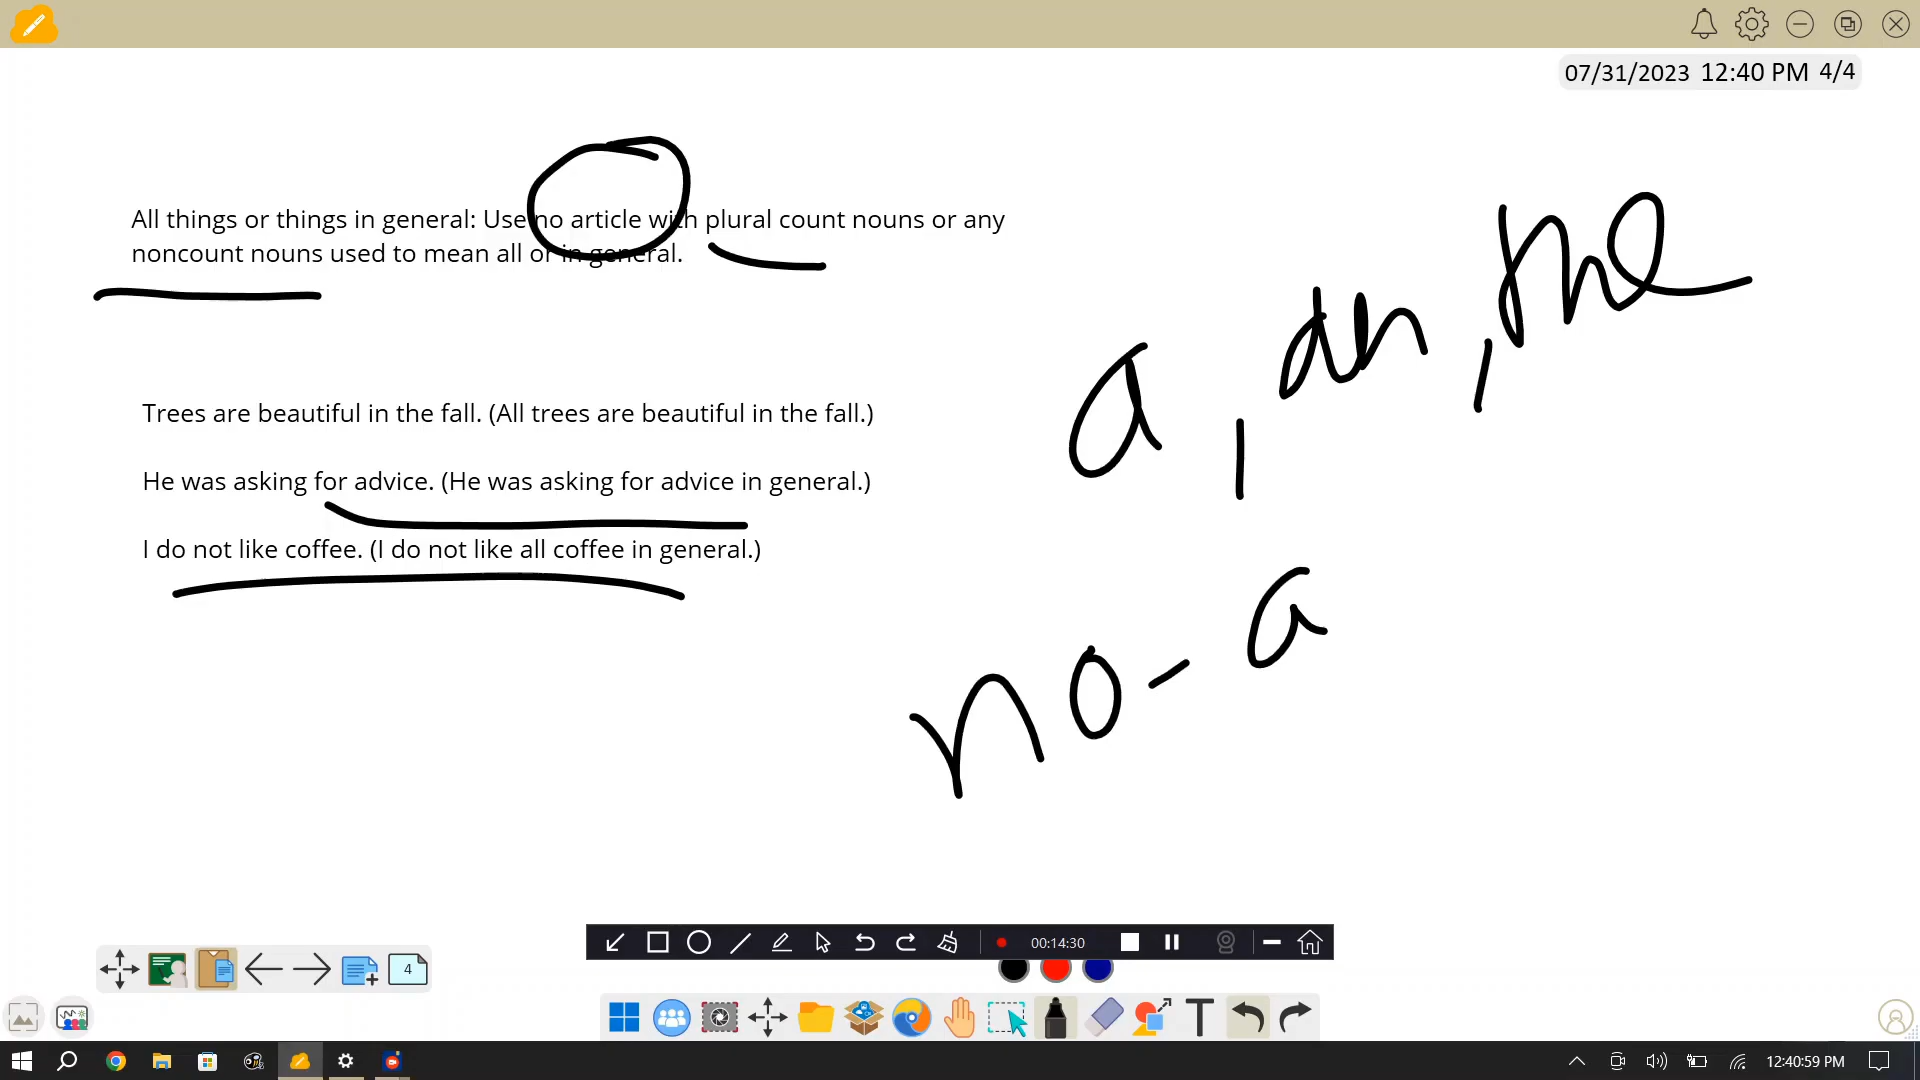 07/31/2023 12:40 PM 4/4
All things or things in general: Use no article with plural count nouns or any
noncount nouns used to mean all or in general.
a, an, the
Trees are beautiful in the fall. (All trees are beautiful in the fall.)
He was asking for advice. (He was asking for advice in general.)
I do not like coffee. (I do not like all coffee in general.)
no - a
00:14:30
4
T
12:40:59 PM